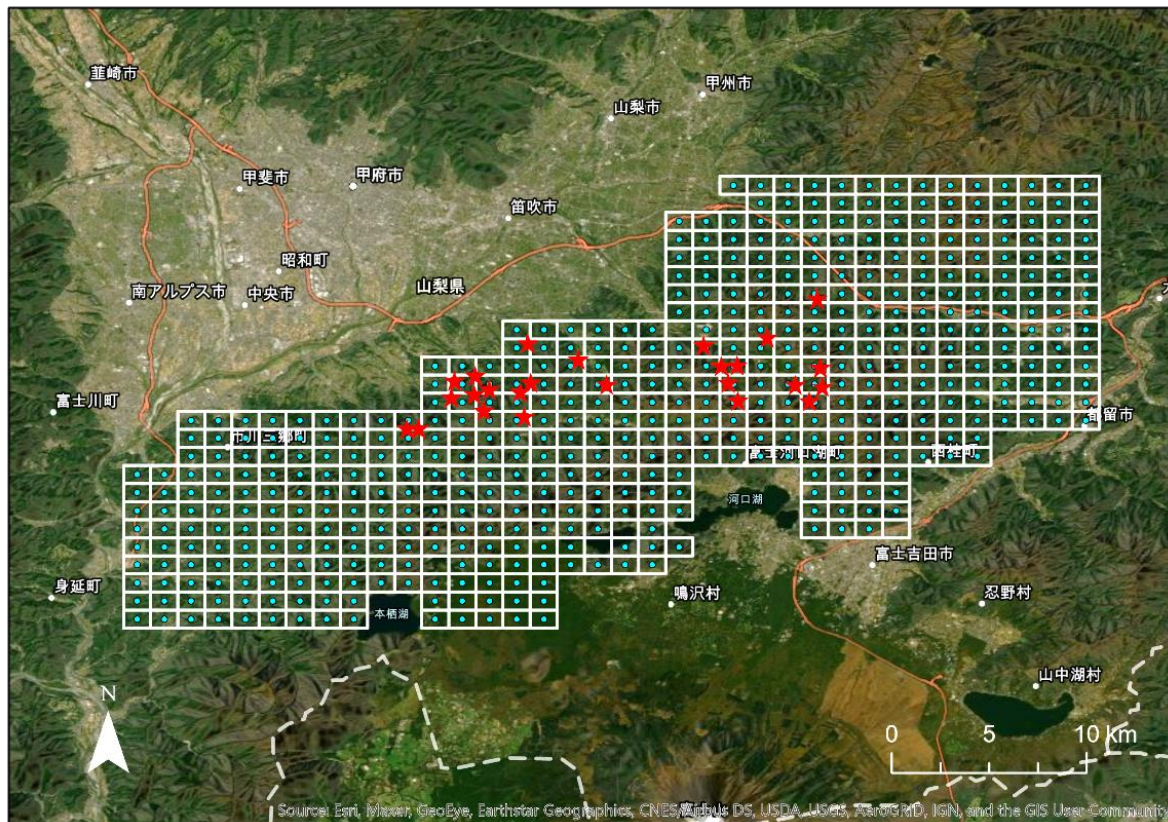 韮崎市
甲州市
山梨市
甲斐市
甲府市
笛吹市
昭和町
山梨県
南アルプス市
中央市
富士川町
都留市
市川三郷町
富士河口湖町
西桂町
河口湖
富士吉田市
身延町
本栖湖
鳴沢村
忍野村
山中湖村
N
0 5 10 km
Source: Esri, Maxar, GeoEye, Earthstar Geographics, CNES/Airbus DS, USDA, USGS, AeroGRID, IGN, and the GIS User Community